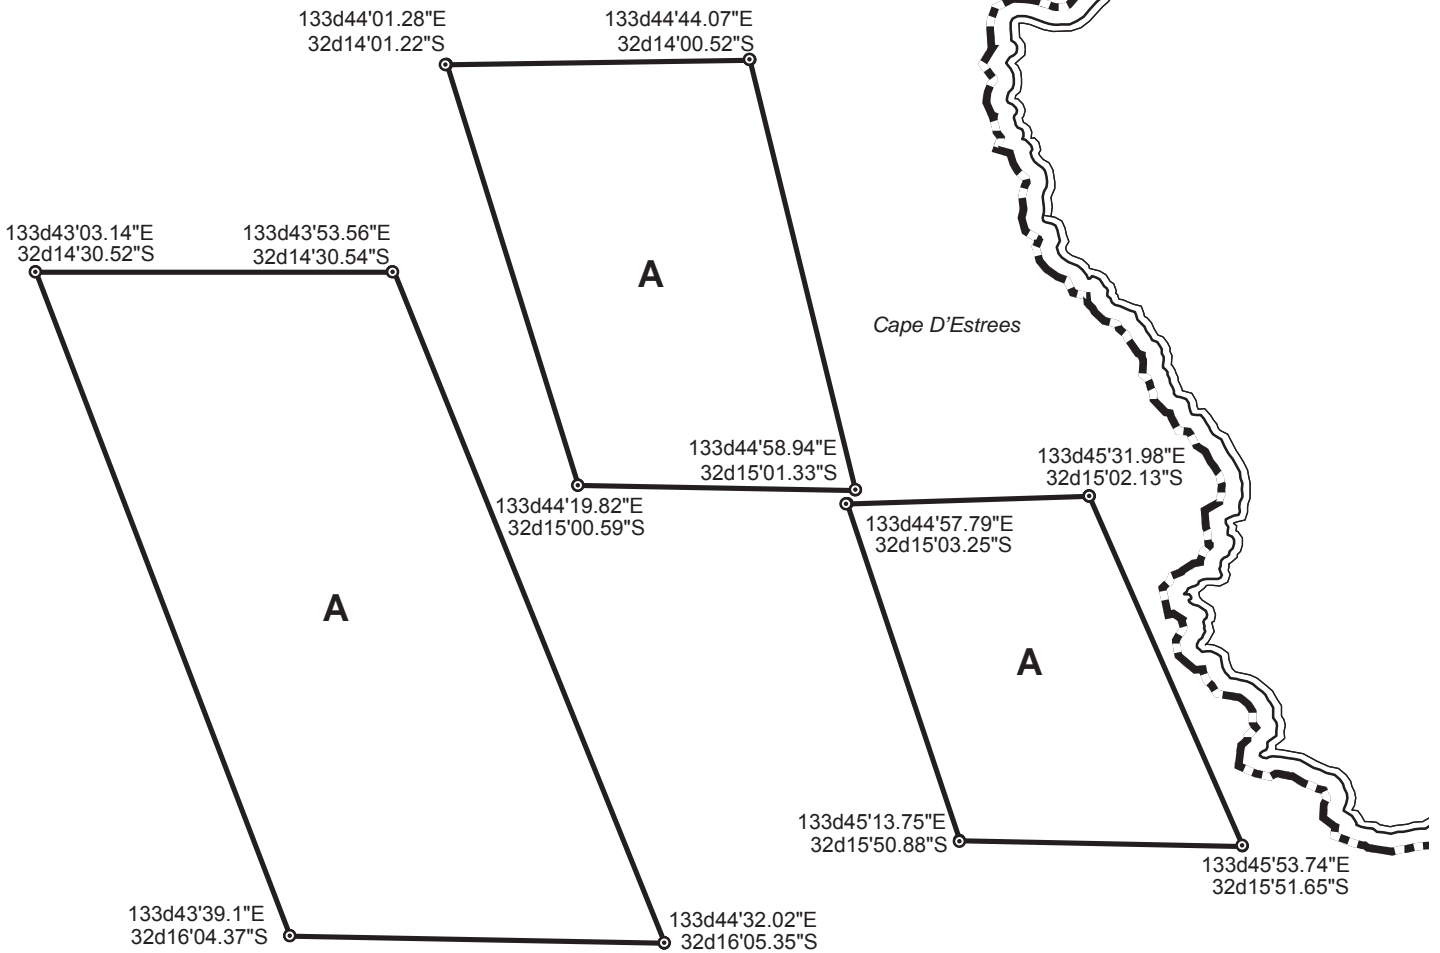 133d44'01.28"E
32d14'01.22"S
133d44'44.07"E
32d14'00.52"S
133d43'03.14"E
32d14'30.52"S
133d43'53.56"E
32d14'30.54"S
A
Cape D'Estrees
133d44'58.94"E
32d15'01.33"S
133d45'31.98"E
32d15'02.13"S
133d44'19.82"E
32d15'00.59"S
133d44'57.79"E
32d15'03.25"S
A
A
133d45'13.75"E
32d15'50.88"S
133d45'53.74"E
32d15'51.65"S
133d43'39.1"E
32d16'04.37"S
133d44'32.02"E
32d16'05.35"S